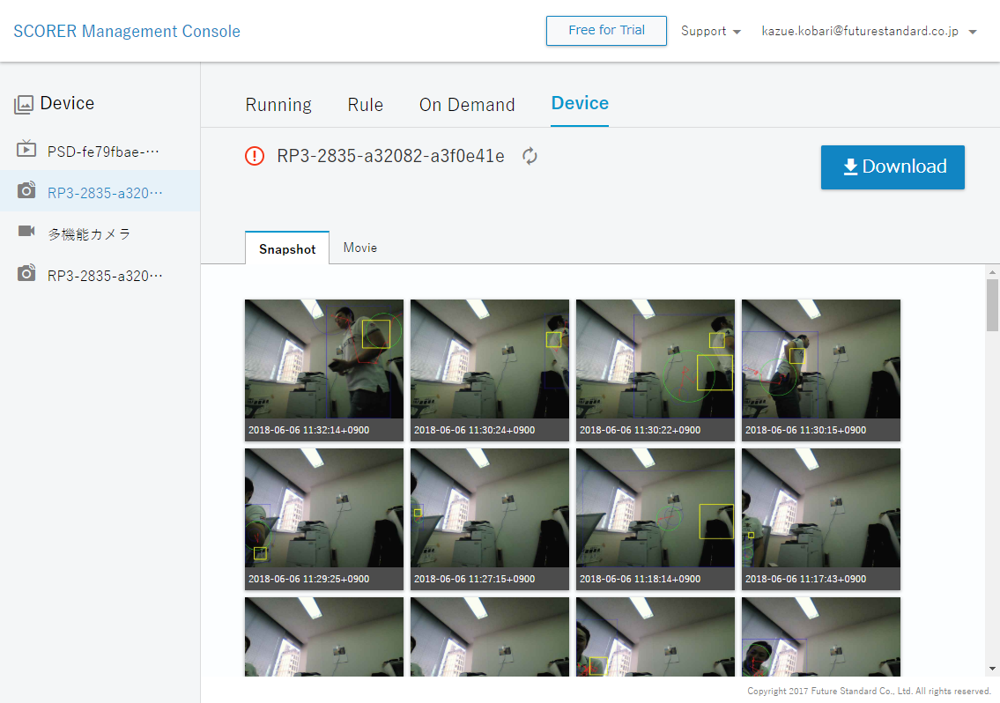 SCORER Management Console
Free for Trial
Support
kazue.kobari@futurestandard.co.jp
Device
PSD-fe79fbae-…
RP3-2835-a320…
多機能カメラ
RP3-2835-a320…
Running
Rule
On Demand
Device
RP3-2835-a32082-a3f0e41e
Download
Snapshot
Movie
2018-06-06 11:32:14+0900
2018-06-06 11:30:24+0900
2018-06-06 11:30:22+0900
2018-06-06 11:30:15+0900
2018-06-06 11:29:25+0900
2018-06-06 11:27:15+0900
2018-06-06 11:18:14+0900
2018-06-06 11:17:43+0900
Copyright 2017 Future Standard Co., Ltd. All rights reserved.